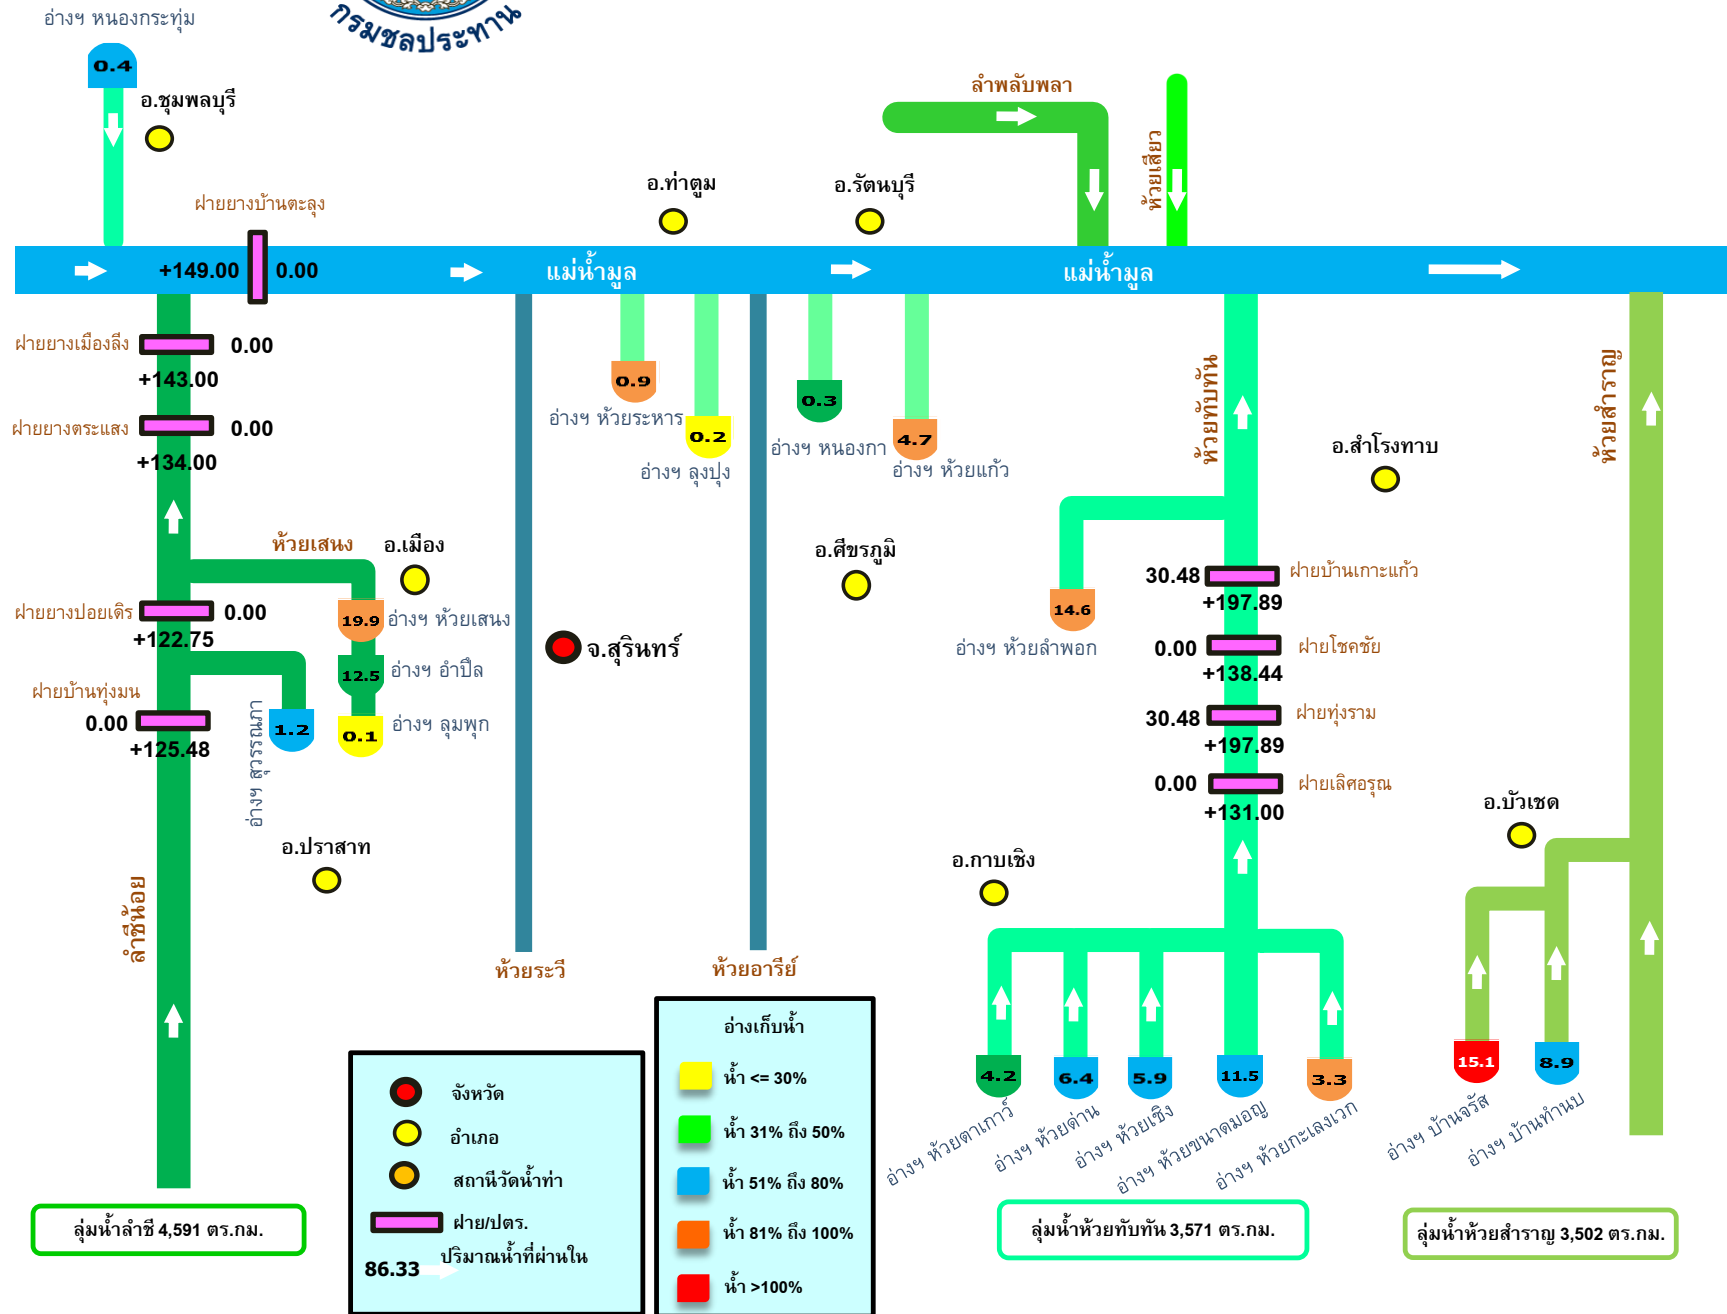 อ่างฯ หนองกระทุ่ม
กรมชลประทาน
0.4
อ.ชุมพลบุรี
ลำพลับพลา
ห้วยเสียว
อ.ท่าตูม
อ.รัตนบุรี
ฝายยางบ้านตะลุง
+149.00
0.00
แม่น้ำมูล
แม่น้ำมูล
ฝายยางเมืองลีง
0.00
+143.00
ฝายยางตระแสง
0.00
+134.00
0.9
อ่างฯ ห้วยระหาร
0.2
อ่างฯ ลุงปุง
0.3
อ่างฯ หนองกา
4.7
อ่างฯ ห้วยแก้ว
ห้วยทับทัน
ห้วยสำราญ
อ.สำโรงทาบ
ห้วยเสนง
อ.เมือง
อ.ศีขรภูมิ
ฝายยางปอยเดิร
0.00
+122.75
19.9
อ่างฯ ห้วยเสนง
12.5
อ่างฯ อำปึล
0.1
อ่างฯ ลุมพุก
จ.สุรินทร์
14.6
อ่างฯ ห้วยลำพอก
30.48
ฝายบ้านเกาะแก้ว
+197.89
0.00
ฝายโชคชัย
+138.44
30.48
ฝายทุ่งราม
+197.89
0.00
ฝายเลิศอรุณ
+131.00
ฝายบ้านทุ่งมน
0.00
+125.48
1.2
อ่างฯ สุวรรณภา
อ.ปราสาท
อ.กาบเชิง
อ.บัวเชด
ลำชีน้อย
ห้วยระวี
ห้วยอารีย์
4.2
6.4
5.9
11.5
3.3
15.1
8.9
อ่างฯ ห้วยตาเกาว์
อ่างฯ ห้วยด่าน
อ่างฯ ห้วยเชิง
อ่างฯ ห้วยขนาดมอญ
อ่างฯ ห้วยกะเลงเวก
อ่างฯ บ้านจรัส
อ่างฯ บ้านทำนบ
จังหวัด
อำเภอ
สถานีวัดน้ำท่า
ฝาย/ปตร.
86.33
ปริมาณน้ำที่ผ่านใน
อ่างเก็บน้ำ
น้ำ <= 30%
น้ำ 31% ถึง 50%
น้ำ 51% ถึง 80%
น้ำ 81% ถึง 100%
น้ำ >100%
ลุ่มน้ำลำชี 4,591 ตร.กม.
ลุ่มน้ำห้วยทับทัน 3,571 ตร.กม.
ลุ่มน้ำห้วยสำราญ 3,502 ตร.กม.